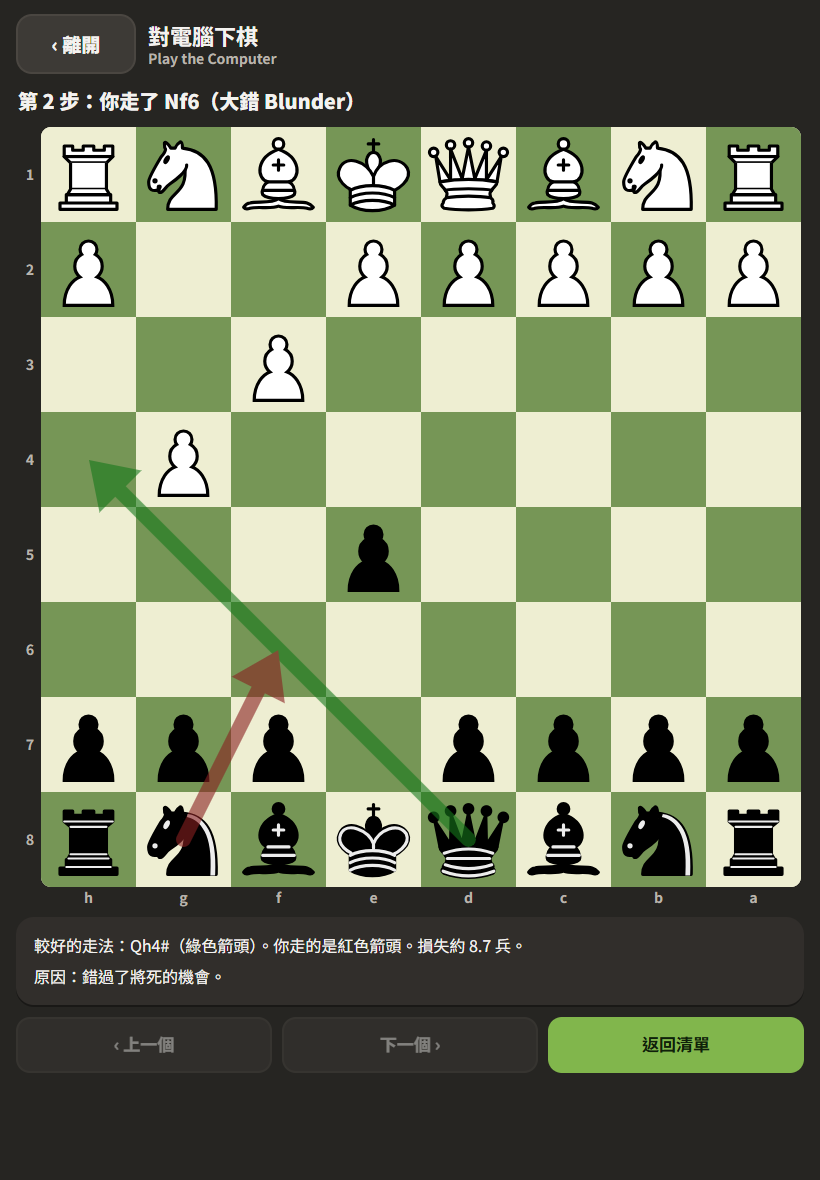 ‹ 離開
對電腦下棋
Play the Computer
第 2 步：你走了 Nf6（大錯 Blunder）
1
2
3
4
5
6
7
8
h g f e d c b a
較好的走法：Qh4#（綠色箭頭）。你走的是紅色箭頭。損失約 8.7 兵。
原因：錯過了將死的機會。
‹ 上一個
下一個 ›
返回清單